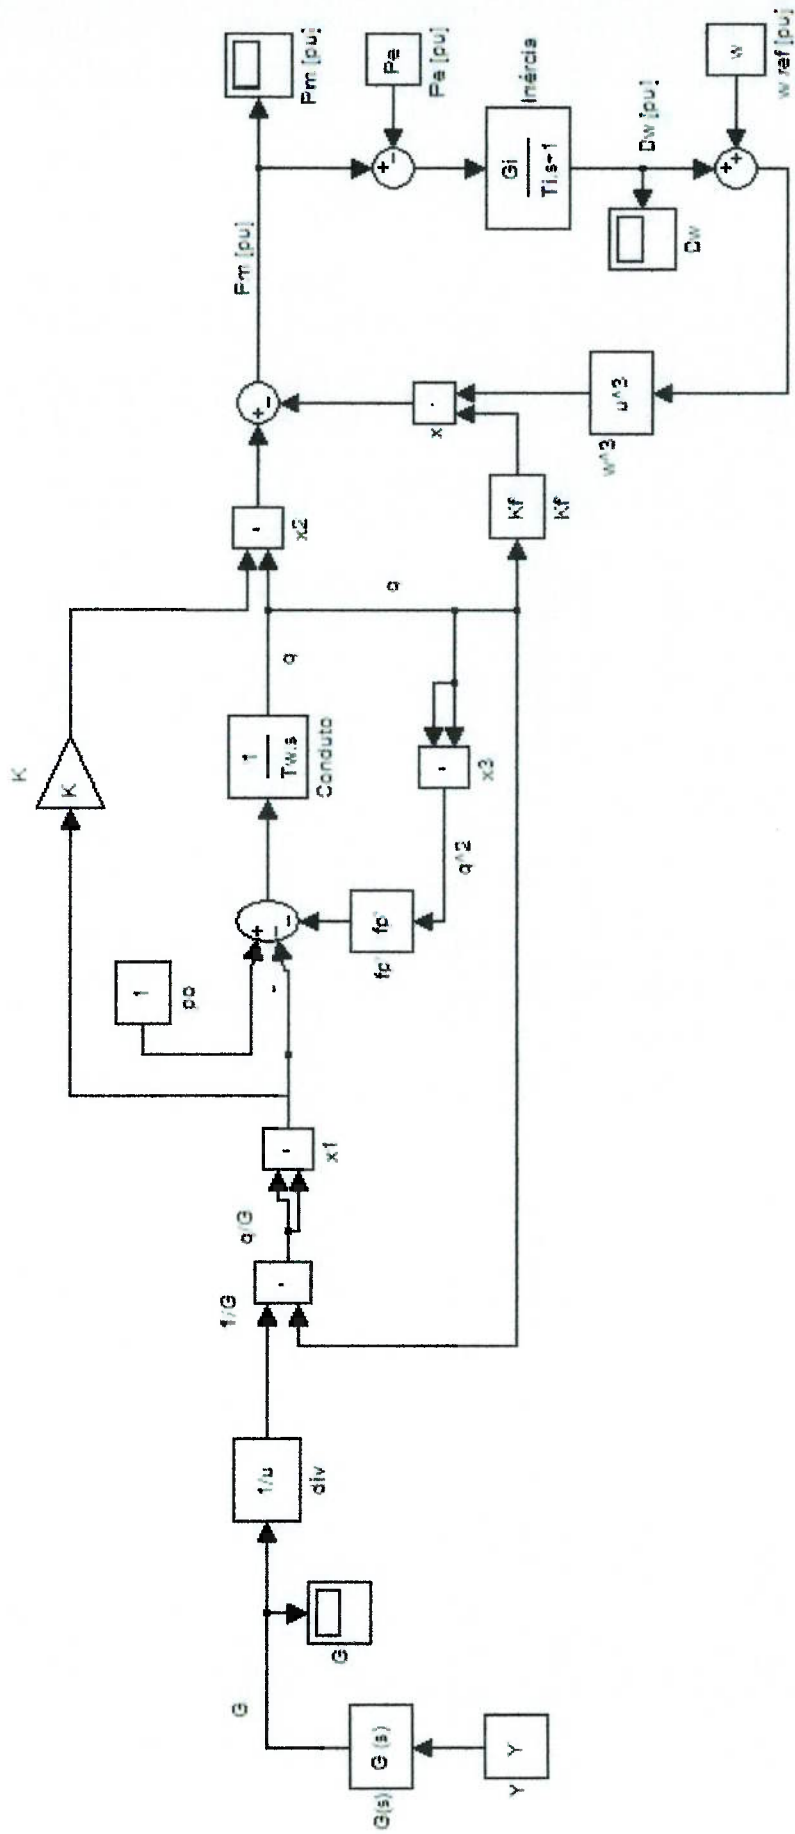 Y
Y
G(s)
G(s)
G
G
1/u
div
1/G
q/G
x1
1
po
-
K
K
fp'
fp'
q^2
x3
1
Tw.s
Conduto
q
q
x2
Kf
Kf
x
u^3
w^3
Pm [pu]
Pm [pu]
Pe
Pe [pu]
Gi
Ti.s+1
Inércia
Dw [pu]
Dw
w
w ref [pu]